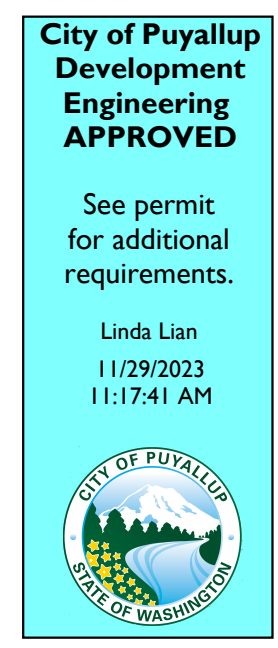 City of Puyallup
Development
Engineering
APPROVED
See permit
for additional
requirements.
Linda Lian
11/29/2023
11:17:41 AM
CITY OF PUYALLUP
STATE OF WASHINGTON